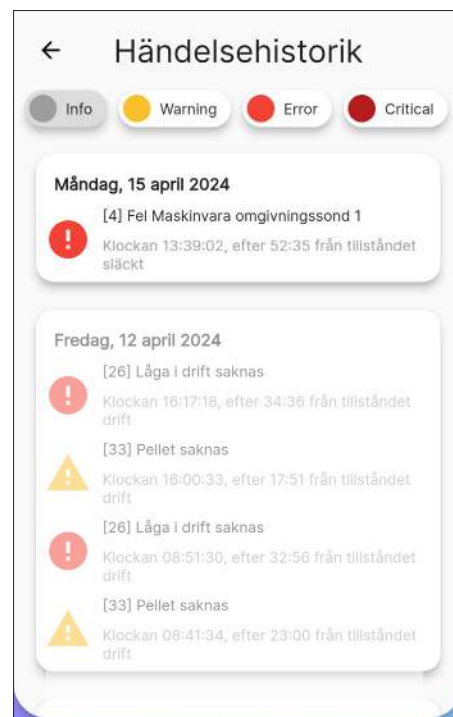 Händelsehistorik
Info Warning Error Critical
Måndag, 15 april 2024
[4] Fel Maskinvara omgivningssond 1
Klockan 13:39:02, efter 52:35 från tillståndet
släckt
Fredag, 12 april 2024
[26] Låga i drift saknas
Klockan 16:17:18, efter 34:36 från tillståndet
drift
[33] Pellet saknas
Klockan 16:00:33, efter 17:51 från tillståndet
drift
[26] Låga i drift saknas
Klockan 08:51:30, efter 32:56 från tillståndet
drift
[33] Pellet saknas
Klockan 08:41:34, efter 23:00 från tillståndet
drift